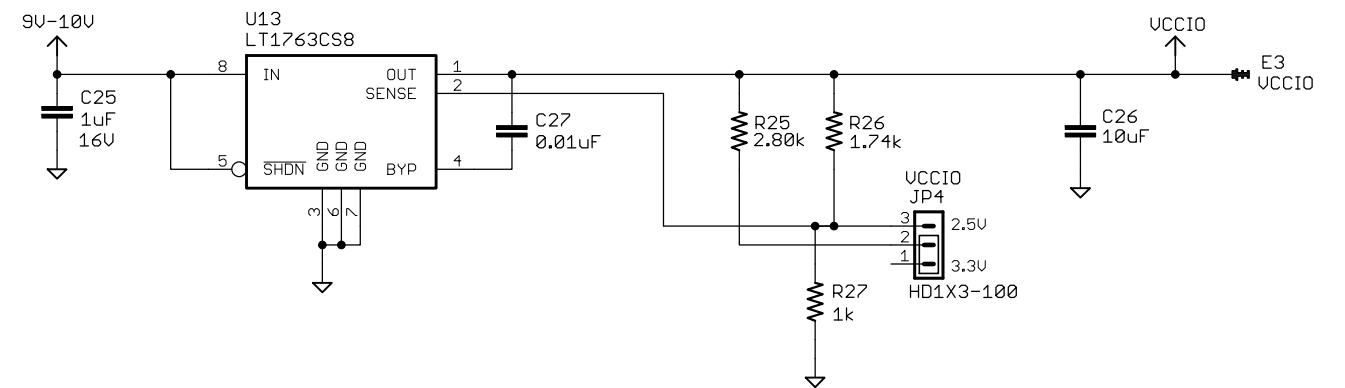 9V-10V
U13
LT1763CS8
VCCIO
E3
VCCIO
8
IN
OUT
1
SENSE
2
C25
1uF
16V
C27
0.01uF
R25
2.80k
R26
1.74k
C26
10uF
5
SHDN
GND
GND
GND
BYP
4
3
6
7
VCCIO
JP4
3
2.5V
2
1
3.3V
HD1X3-100
R27
1k